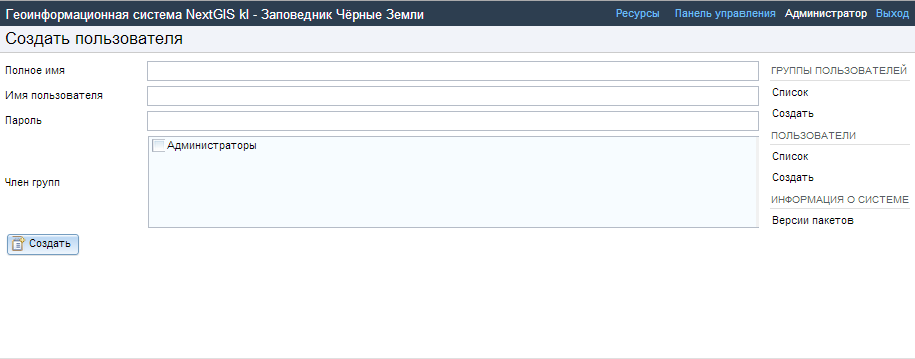 Геоинформационная система NextGIS kl - Заповедник Чёрные Земли
Ресурсы Панель управления Администратор Выход
Создать пользователя
Полное имя
Имя пользователя
Пароль
Член групп
Администраторы
Создать
ГРУППЫ ПОЛЬЗОВАТЕЛЕЙ
Список
Создать
ПОЛЬЗОВАТЕЛИ
Список
Создать
ИНФОРМАЦИЯ О СИСТЕМЕ
Версии пакетов